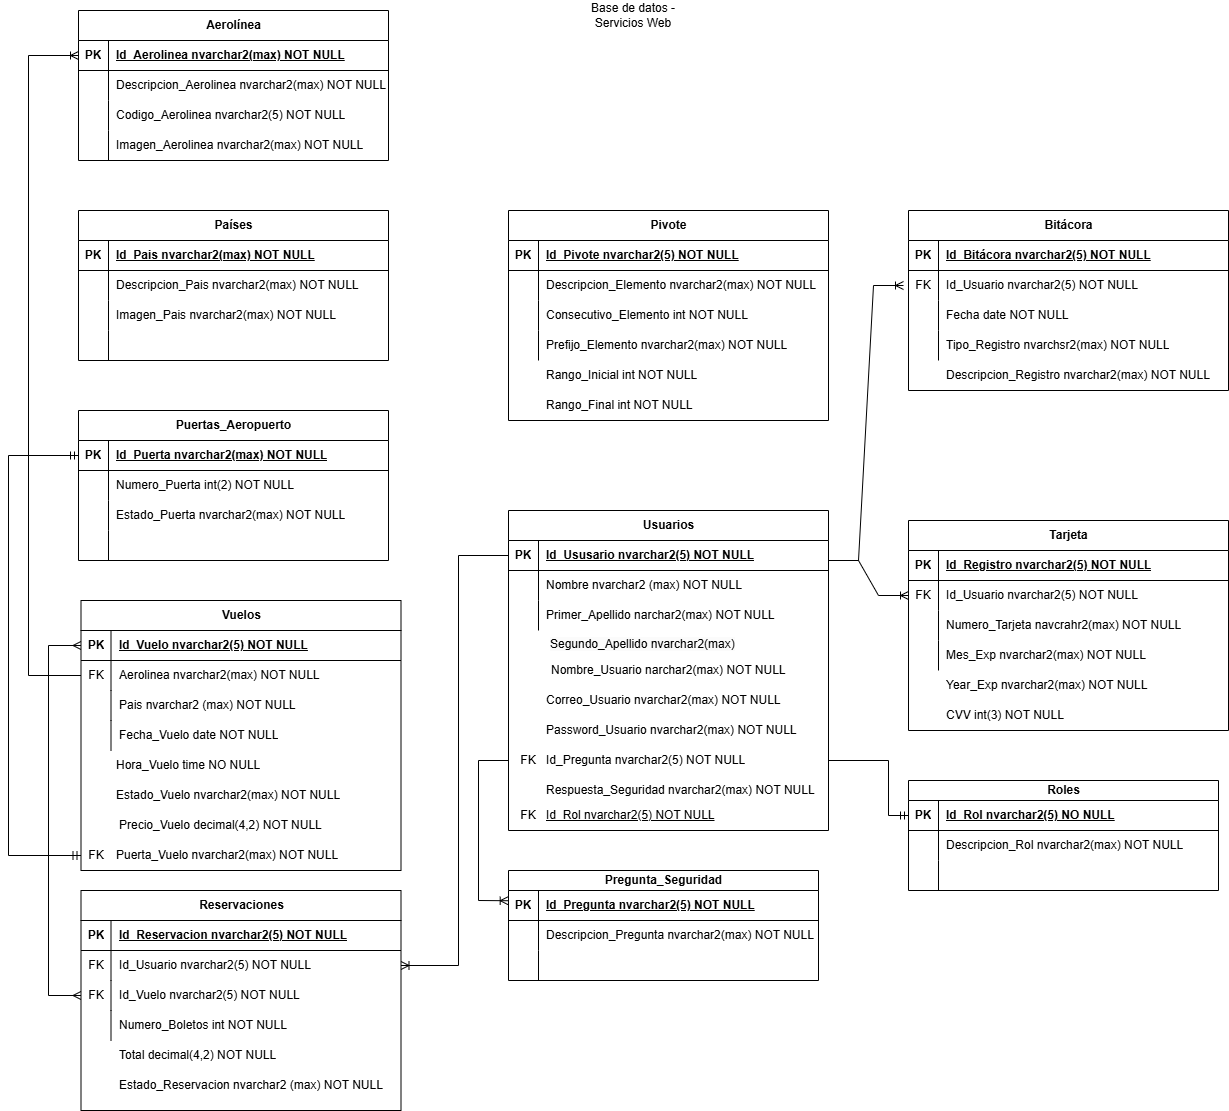 Base de datos -
Servicios Web
Aerolínea
PK Id_Aerolinea nvarchar2(max) NOT NULL
Descripcion_Aerolinea nvarchar2(max) NOT NULL
Codigo_Aerolinea nvarchar2(5) NOT NULL
Imagen_Aerolinea nvarchar2(max) NOT NULL
Países
PK Id_Pais nvarchar2(max) NOT NULL
Descripcion_Pais nvarchar2(max) NOT NULL
Imagen_Pais nvarchar2(max) NOT NULL
Pivote
PK Id_Pivote nvarchar2(5) NOT NULL
Descripcion_Elemento nvarchar2(max) NOT NULL
Consecutivo_Elemento int NOT NULL
Prefijo_Elemento nvarchar2(max) NOT NULL
Rango_Inicial int NOT NULL
Rango_Final int NOT NULL
Bitácora
PK Id_Bitácora nvarchar2(5) NOT NULL
FK Id_Usuario nvarchar2(5) NOT NULL
Fecha date NOT NULL
Tipo_Registro nvarchsr2(max) NOT NULL
Descripcion_Registro nvarchar2(max) NOT NULL
Puertas_Aeropuerto
PK Id_Puerta nvarchar2(max) NOT NULL
Numero_Puerta int(2) NOT NULL
Estado_Puerta nvarchar2(max) NOT NULL
Usuarios
PK Id_Ususario nvarchar2(5) NOT NULL
Nombre nvarchar2 (max) NOT NULL
Primer_Apellido narchar2(max) NOT NULL
Segundo_Apellido nvarchar2(max)
Nombre_Usuario narchar2(max) NOT NULL
Correo_Usuario nvarchar2(max) NOT NULL
Password_Usuario nvarchar2(max) NOT NULL
FK Id_Pregunta nvarchar2(5) NOT NULL
Respuesta_Seguridad nvarchar2(max) NOT NULL
FK Id_Rol nvarchar2(5) NOT NULL
Tarjeta
PK Id_Registro nvarchar2(5) NOT NULL
FK Id_Usuario nvarchar2(5) NOT NULL
Numero_Tarjeta navcrahr2(max) NOT NULL
Mes_Exp nvarchar2(max) NOT NULL
Year_Exp nvarchar2(max) NOT NULL
CVV int(3) NOT NULL
Vuelos
PK Id_Vuelo nvarchar2(5) NOT NULL
FK Aerolinea nvarchar2(max) NOT NULL
Pais nvarchar2 (max) NOT NULL
Fecha_Vuelo date NOT NULL
Hora_Vuelo time NO NULL
Estado_Vuelo nvarchar2(max) NOT NULL
Precio_Vuelo decimal(4,2) NOT NULL
FK Puerta_Vuelo nvarchar2(max) NOT NULL
Roles
PK Id_Rol nvarchar2(5) NO NULL
Descripcion_Rol nvarchar2(max) NOT NULL
Pregunta_Seguridad
PK Id_Pregunta nvarchar2(5) NOT NULL
Descripcion_Pregunta nvarchar2(max) NOT NULL
Reservaciones
PK Id_Reservacion nvarchar2(5) NOT NULL
FK Id_Usuario nvarchar2(5) NOT NULL
FK Id_Vuelo nvarchar2(5) NOT NULL
Numero_Boletos int NOT NULL
Total decimal(4,2) NOT NULL
Estado_Reservacion nvarchar2 (max) NOT NULL